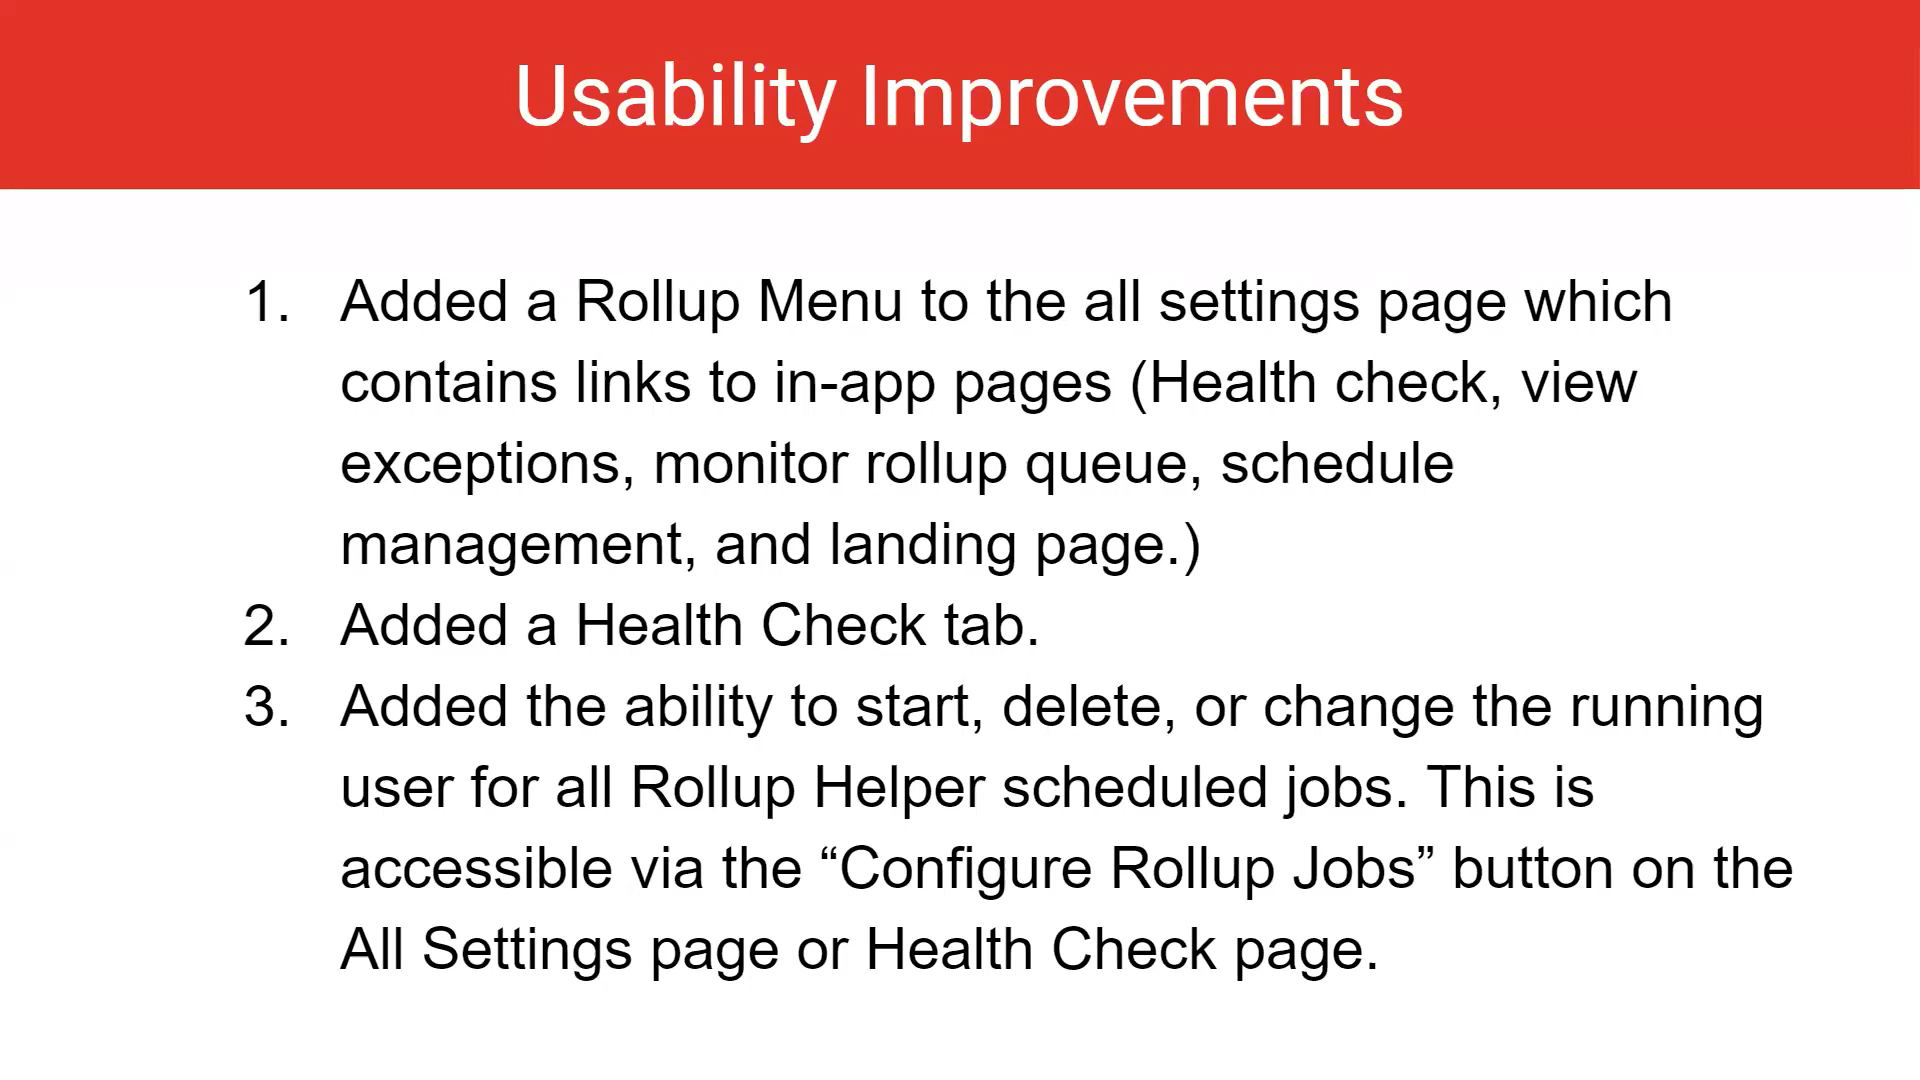 Usability Improvements
1. Added a Rollup Menu to the all settings page which
contains links to in-app pages (Health check, view
exceptions, monitor rollup queue, schedule
management, and landing page.)
2. Added a Health Check tab.
3. Added the ability to start, delete, or change the running
user for all Rollup Helper scheduled jobs. This is
accessible via the “Configure Rollup Jobs” button on the
All Settings page or Health Check page.